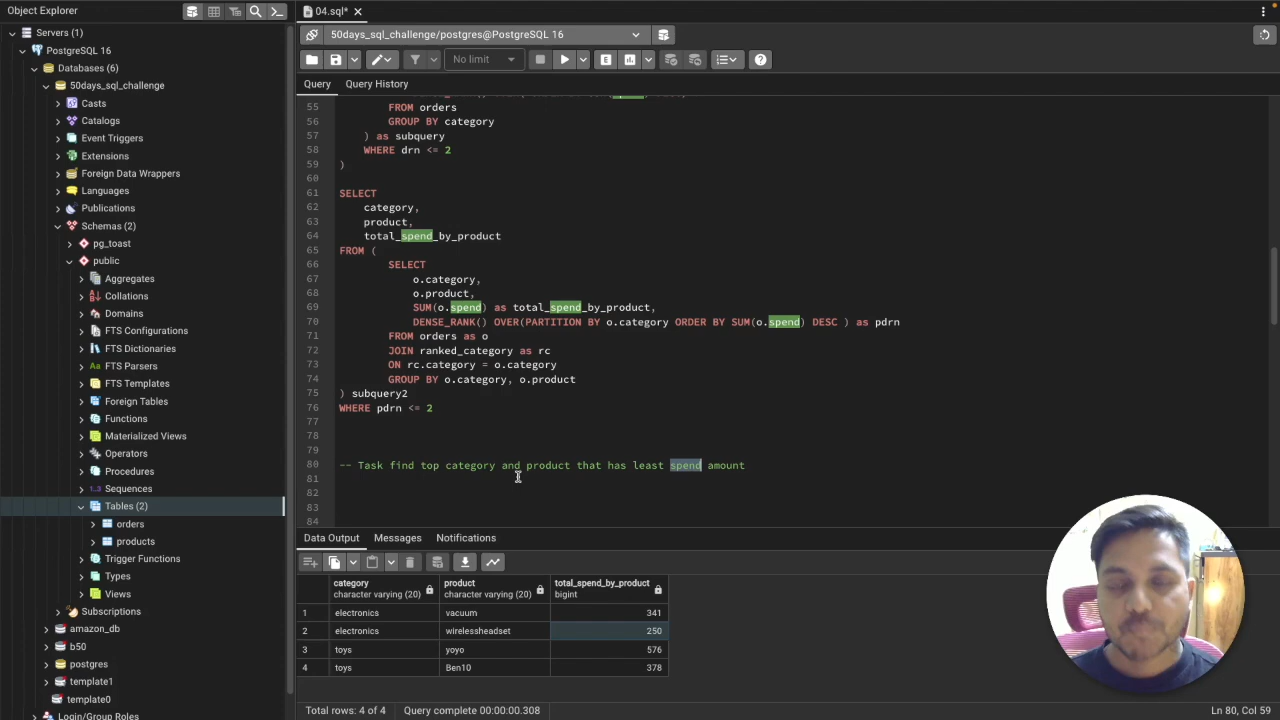 Object Explorer
04.sql*
Servers (1)
50days_sql_challenge/postgres@PostgreSQL 16
PostgreSQL 16
No limit
Databases (6)
50days_sql_challenge
Query
Query History
Casts
Catalogs
Event Triggers
Extensions
Foreign Data Wrappers
Languages
Publications
Schemas (2)
pg_toast
public
Aggregates
Collations
Domains
FTS Configurations
FTS Dictionaries
FTS Parsers
FTS Templates
Foreign Tables
Functions
Materialized Views
Operators
Procedures
Sequences
Tables (2)
orders
products
Trigger Functions
Types
Views
Subscriptions
amazon_db
b50
postgres
template1
template0
Login/Group Roles
55 FROM orders
56 GROUP BY category
57 ) as subquery
58 WHERE drn <= 2
59 )
60
61 SELECT
62 category,
63 product,
64 total_spend_by_product
65 FROM (
66 SELECT
67 o.category,
68 o.product,
69 SUM(o.spend) as total_spend_by_product,
70 DENSE_RANK() OVER(PARTITION BY o.category ORDER BY SUM(o.spend) DESC ) as pdrn
71 FROM orders as o
72 JOIN ranked_category as rc
73 ON rc.category = o.category
74 GROUP BY o.category, o.product
75 ) subquery2
76 WHERE pdrn <= 2
77
78
79
80 -- Task find top category and product that has least spend amount
81
82
83
84
Data Output
Messages
Notifications
category character varying (20)
product character varying (20)
total_spend_by_product bigint
1 electronics vacuum 341
2 electronics wirelessheadset 250
3 toys yoyo 576
4 toys Ben10 378
Total rows: 4 of 4
Query complete 00:00:00.308
Ln 80, Col 59